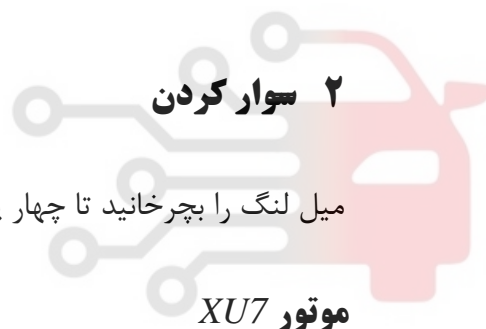 ۲ سوار کردن
میل لنگ را بچرخانید تا چهار
موتور XU7